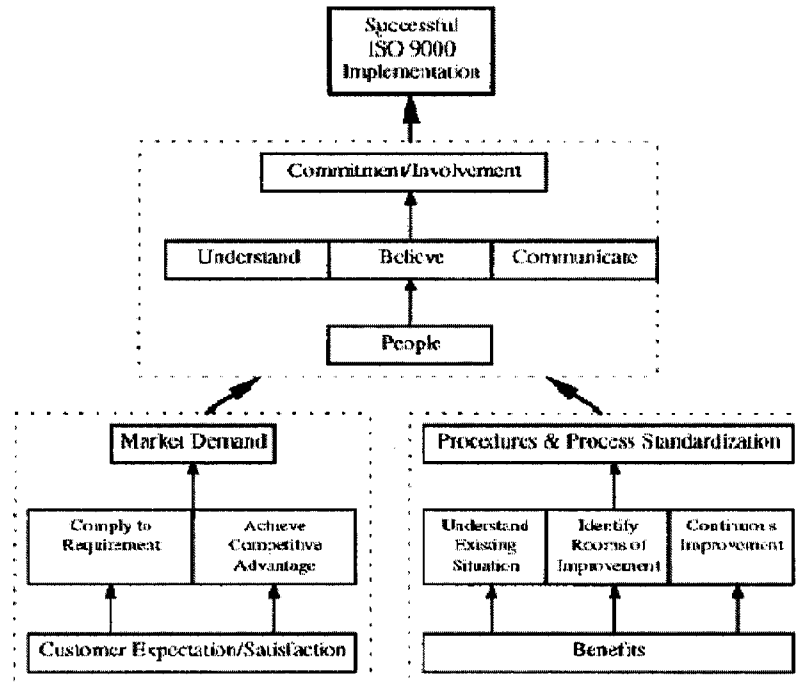 Successful
ISO 9000
Implementation
Commitment/Involvement
Understand
Believe
Communicate
People
Market Demand
Procedures & Process Standardization
Comply to
Requirement
Achieve
Competitive
Advantage
Understand
Existing
Situation
Identify
Rooms of
Improvement
Continuous
Improvement
Customer Expectation/Satisfaction
Benefits